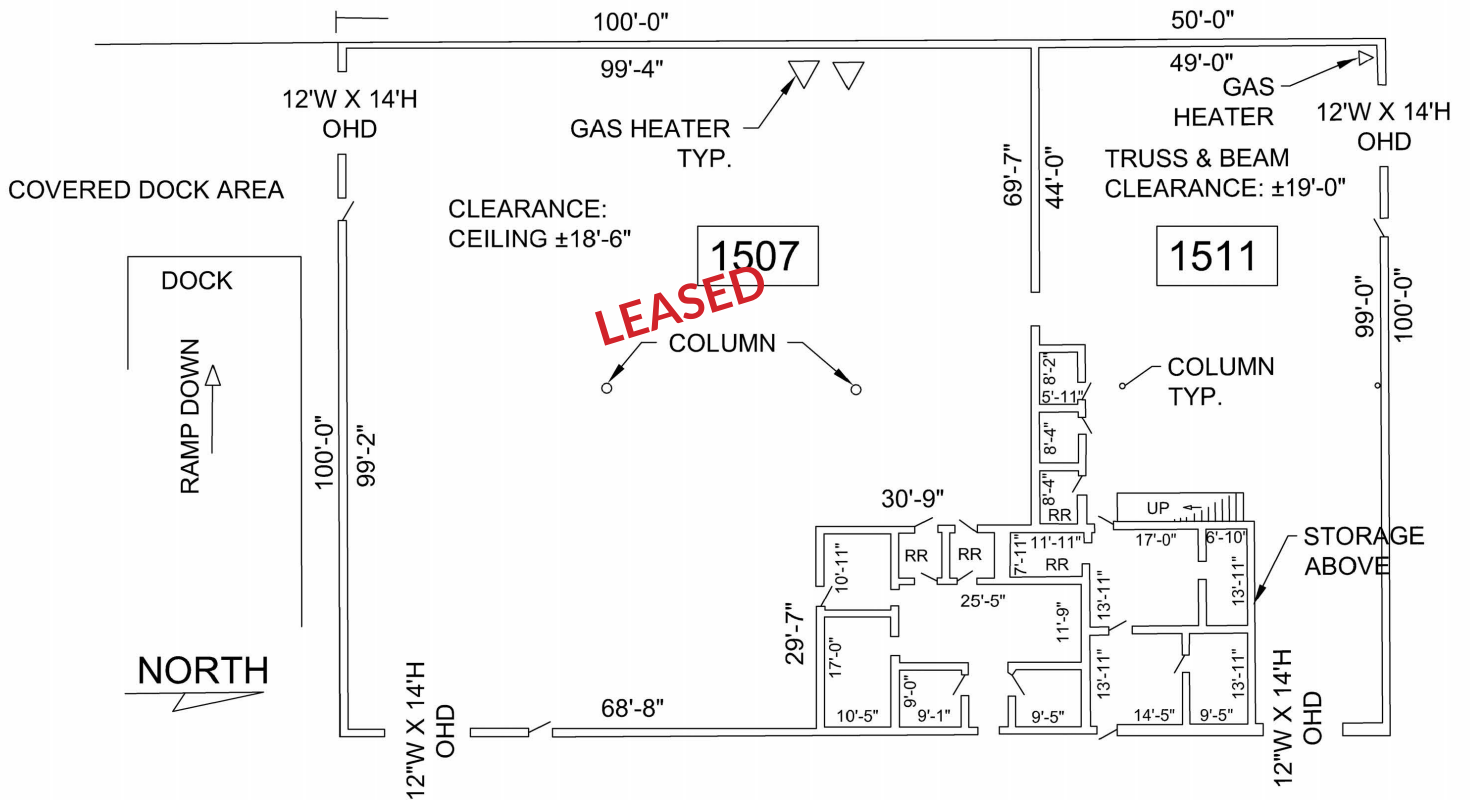 100'-0"
50'-0"
99'-4"
49'-0"
GAS
HEATER
12'W X 14'H
OHD
12'W X 14'H
OHD
GAS HEATER
TYP.
TRUSS & BEAM
CLEARANCE: ±19'-0"
69'-7"
44'-0"
COVERED DOCK AREA
CLEARANCE:
CEILING ±18'-6"
1507
LEASED
1511
DOCK
RAMP DOWN
COLUMN
COLUMN
TYP.
99'-0"
100'-0"
100'-0"
99'-2"
8'-2"
5'-11"
8'-4"
8'-4"
RR
30'-9"
UP
STORAGE
ABOVE
RR
RR
7'-11"
11'-11"
RR
17'-0"
6'-10'
10'-11"
13'-11"
13'-11"
25'-5"
11'-9"
29'-7"
17'-0"
NORTH
68'-8"
10'-5"
9'-0"
9'-1"
9'-5"
13'-11"
14'-5"
13'-11"
9'-5"
12"W X 14'H
OHD
12"W X 14'H
OHD